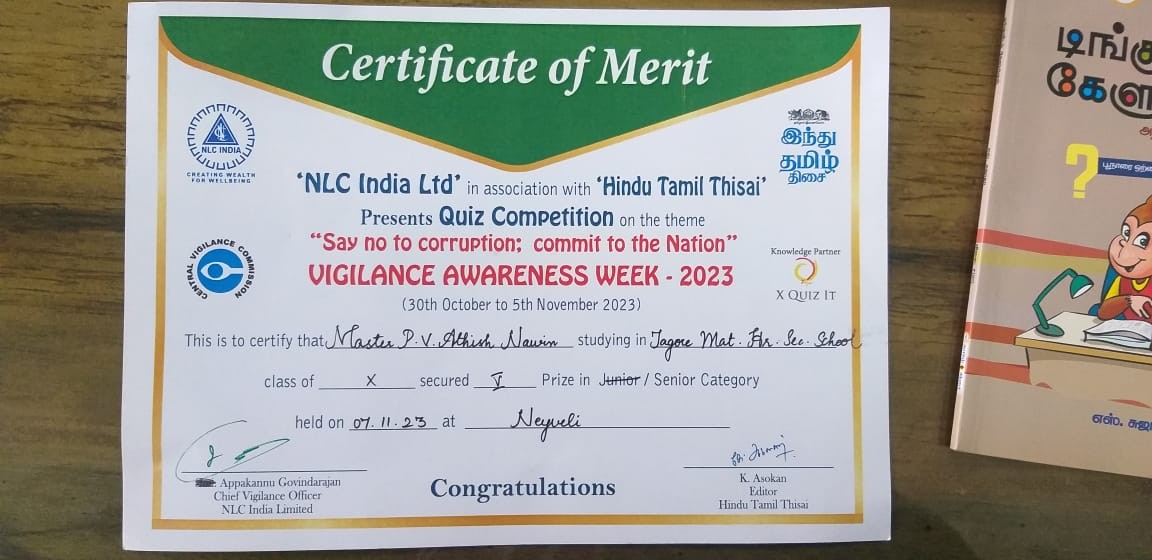 Certificate of Merit
NLC INDIA
CREATING WEALTH
FOR WELLBEING
இந்து
தமிழ்
திசை
‘NLC India Ltd’ in association with ‘Hindu Tamil Thisai’
Presents Quiz Competition on the theme
“Say no to corruption; commit to the Nation”
VIGILANCE AWARENESS WEEK - 2023
(30th October to 5th November 2023)
CENTRAL VIGILANCE COMMISSION
Knowledge Partner
X QUIZ IT
This is to certify that Master P.V. Athish Nawin studying in Tagore Mat. Hr. Sec. School
class of X secured V Prize in Junior / Senior Category
held on 07.11.23 at Neyveli
Appakannu Govindarajan
Chief Vigilance Officer
NLC India Limited
Congratulations
K. Asokan
Editor
Hindu Tamil Thisai
டிங்கு
கேளு
?
எஸ். சுஜ